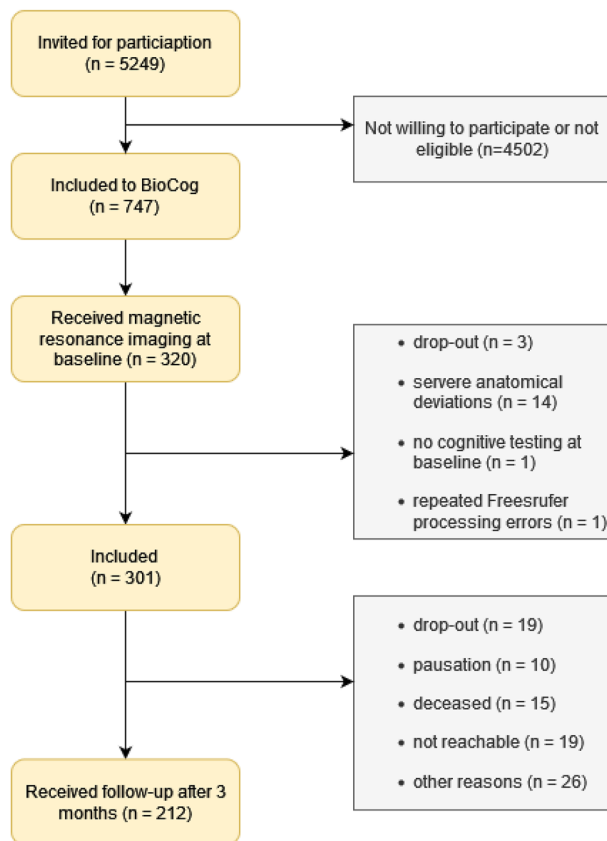 Invited for particiaption
(n = 5249)
Not willing to participate or not
eligible (n=4502)
Included to BioCog
(n = 747)
Received magnetic
resonance imaging at
baseline (n = 320)
• drop-out (n = 3)
• servere anatomical
deviations (n = 14)
• no cognitive testing at
baseline (n = 1)
• repeated Freesrufer
processing errors (n = 1)
Included
(n = 301)
• drop-out (n = 19)
• pausation (n = 10)
• deceased (n = 15)
• not reachable (n = 19)
• other reasons (n = 26)
Received follow-up after 3
months (n = 212)